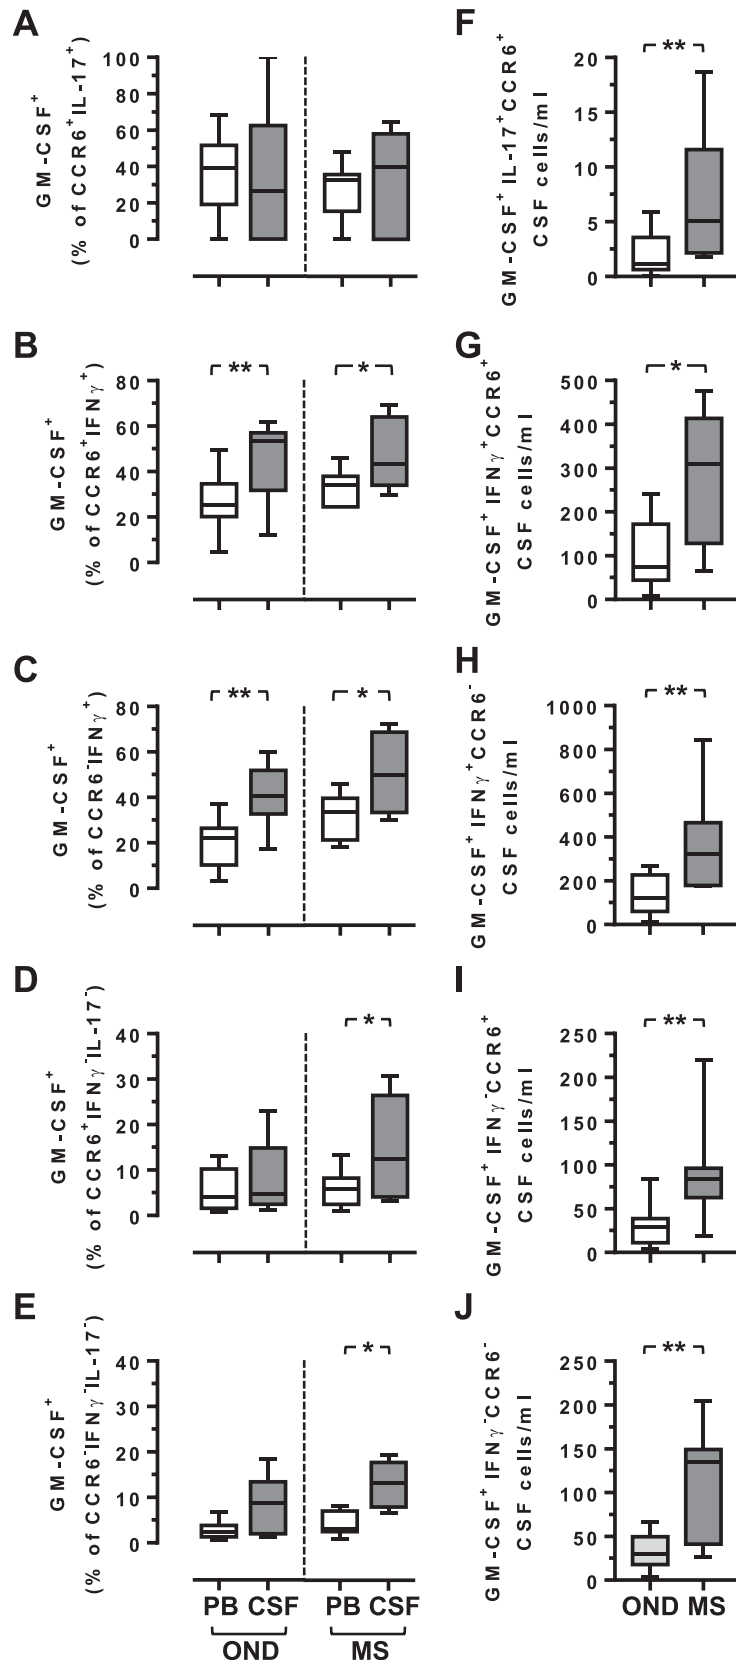 A
GM-CSF⁺
(% of CCR6⁺IL-17⁺)
100
80
60
40
20
0
F
GM-CSF⁺ IL-17⁺CCR6⁺
CSF cells/ml
20
15
10
5
0
**
B
GM-CSF⁺
(% of CCR6⁺IFNγ⁺)
80
60
40
20
0
**
*
G
GM-CSF⁺ IFNγ⁺CCR6⁺
CSF cells/ml
500
400
300
200
100
0
*
C
GM-CSF⁺
(% of CCR6⁻IFNγ⁺)
80
60
40
20
0
**
*
H
GM-CSF⁺ IFNγ⁺CCR6⁻
CSF cells/ml
1000
800
600
400
200
0
**
D
GM-CSF⁺
(% of CCR6⁺IFNγ⁻IL-17⁻)
40
30
20
10
0
*
I
GM-CSF⁺ IFNγ⁻CCR6⁺
CSF cells/ml
250
200
150
100
50
0
**
E
GM-CSF⁺
(% of CCR6⁻IFNγ⁻IL-17⁻)
40
30
20
10
0
*
PB CSF PB CSF
OND MS
J
GM-CSF⁺ IFNγ⁻CCR6⁻
CSF cells/ml
250
200
150
100
50
0
**
OND MS